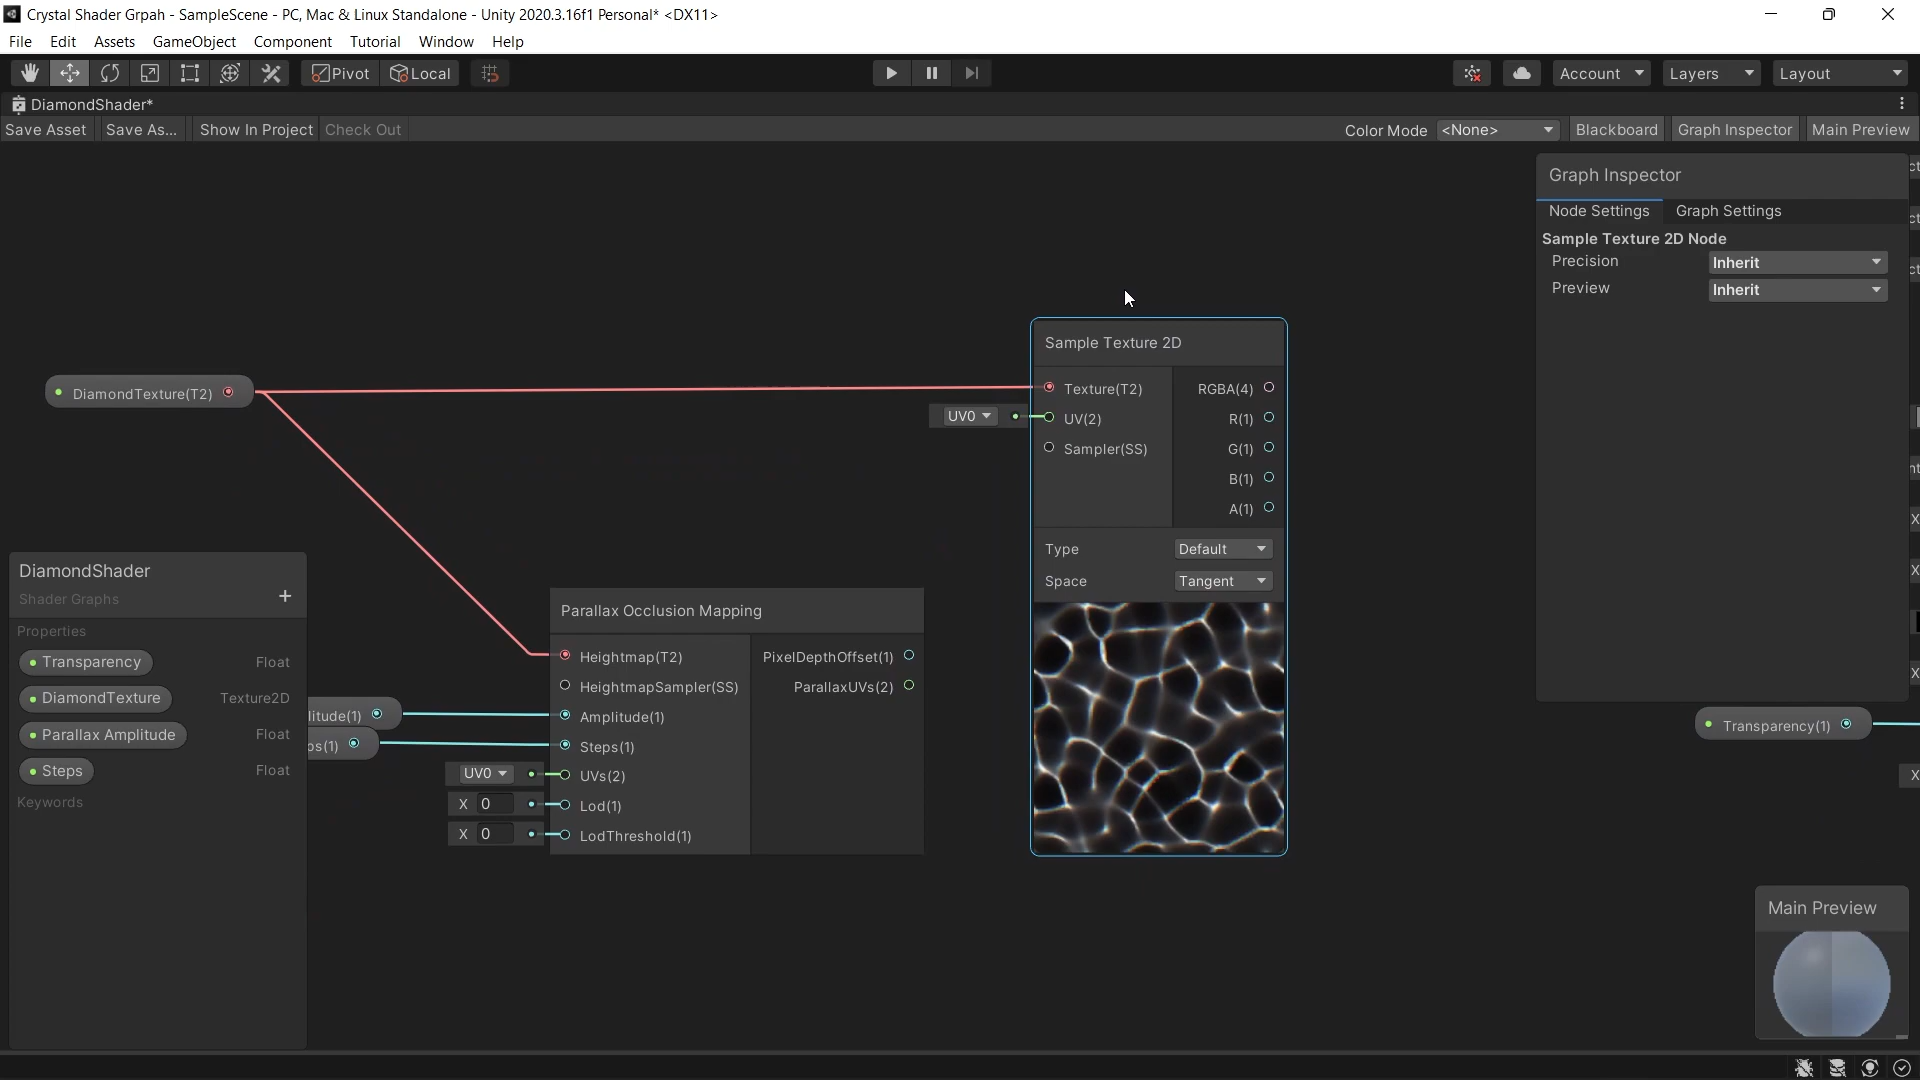 Crystal Shader Grpah - SampleScene - PC, Mac & Linux Standalone - Unity 2020.3.16f1 Personal* <DX11>
File Edit Assets GameObject Component Tutorial Window Help
Pivot Local Account Layers Layout
DiamondShader*
Save Asset Save As... Show In Project Check Out Color Mode <None> Blackboard Graph Inspector Main Preview
Graph Inspector
Node Settings Graph Settings
Sample Texture 2D Node
Precision Inherit
Preview Inherit
Sample Texture 2D
DiamondTexture(T2)
Texture(T2) RGBA(4)
UV0 UV(2) R(1)
Sampler(SS) G(1)
B(1)
A(1)
Type Default
Space Tangent
DiamondShader
Shader Graphs
+
Properties
Transparency Float
DiamondTexture Texture2D
Parallax Amplitude Float
Steps Float
Keywords
litude(1)
ps(1)
Parallax Occlusion Mapping
Heightmap(T2) PixelDepthOffset(1)
HeightmapSampler(SS) ParallaxUVs(2)
Amplitude(1)
Steps(1)
UV0 UVs(2)
X 0 Lod(1)
X 0 LodThreshold(1)
Transparency(1)
X
Main Preview